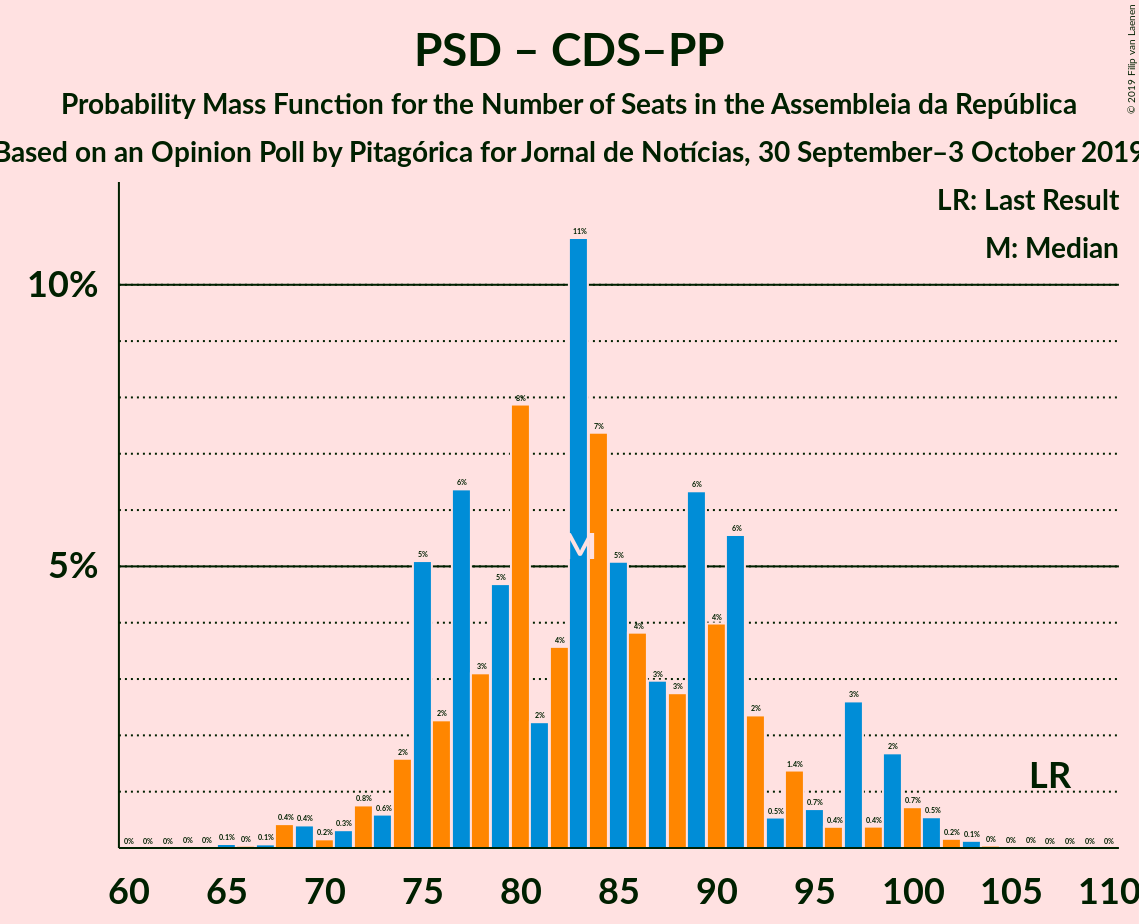 PSD – CDS–PP
© 2019 Filip van Laenen
Probability Mass Function for the Number of Seats in the Assembleia da República
Based on an Opinion Poll by Pitagórica for Jornal de Notícias, 30 September–3 October 2019
LR: Last Result
M: Median
10%
5%
0% 0% 0% 0% 0% 0.1% 0% 0.1% 0.4% 0.4% 0.2% 0.3% 0.8% 0.6% 2% 5% 2% 6% 3% 5% 8% 2% 4% 11% 7% 5% 4% 3% 3% 6% 4% 6% 2% 0.5% 1.4% 0.7% 0.4% 3% 0.4% 2% 0.7% 0.5% 0.2% 0.1% 0% 0% 0% 0% 0% 0% 0%
M
LR
60 65 70 75 80 85 90 95 100 105 110